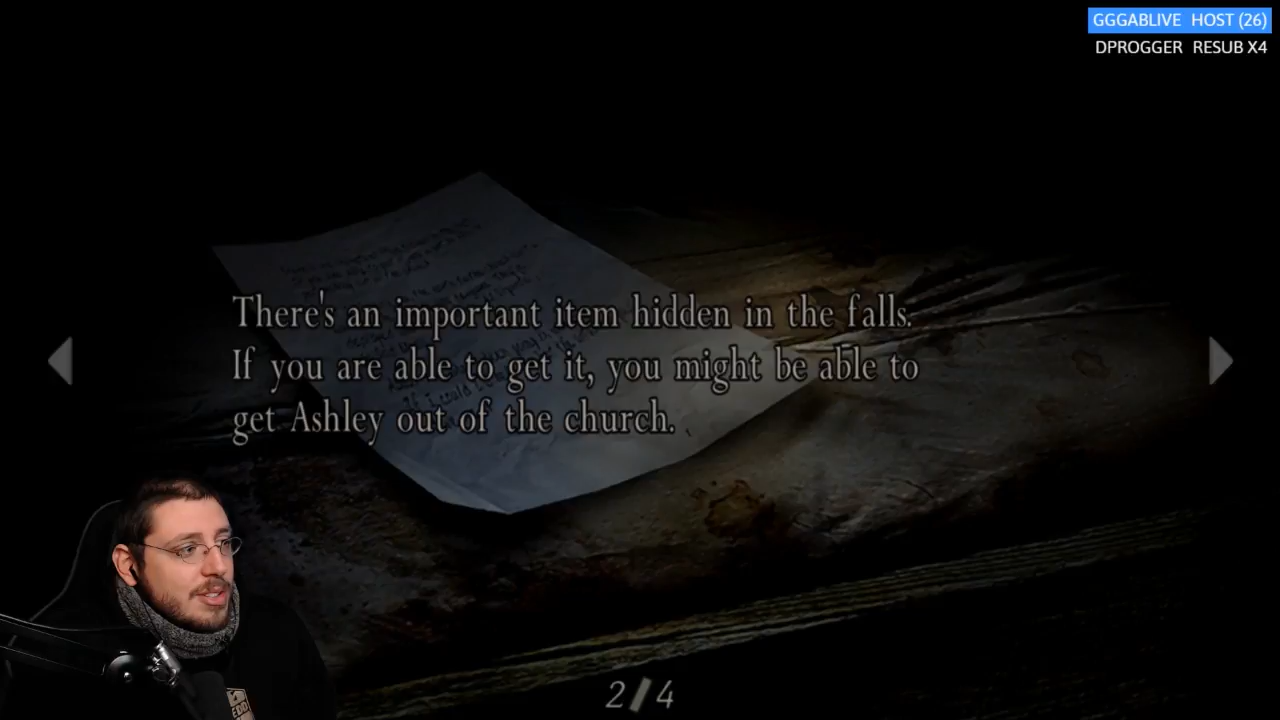 GGGABLIVE HOST (26)
DPROGGER RESUB X4
There's an important item hidden in the falls.
If you are able to get it, you might be able to
get Ashley out of the church.
2/4